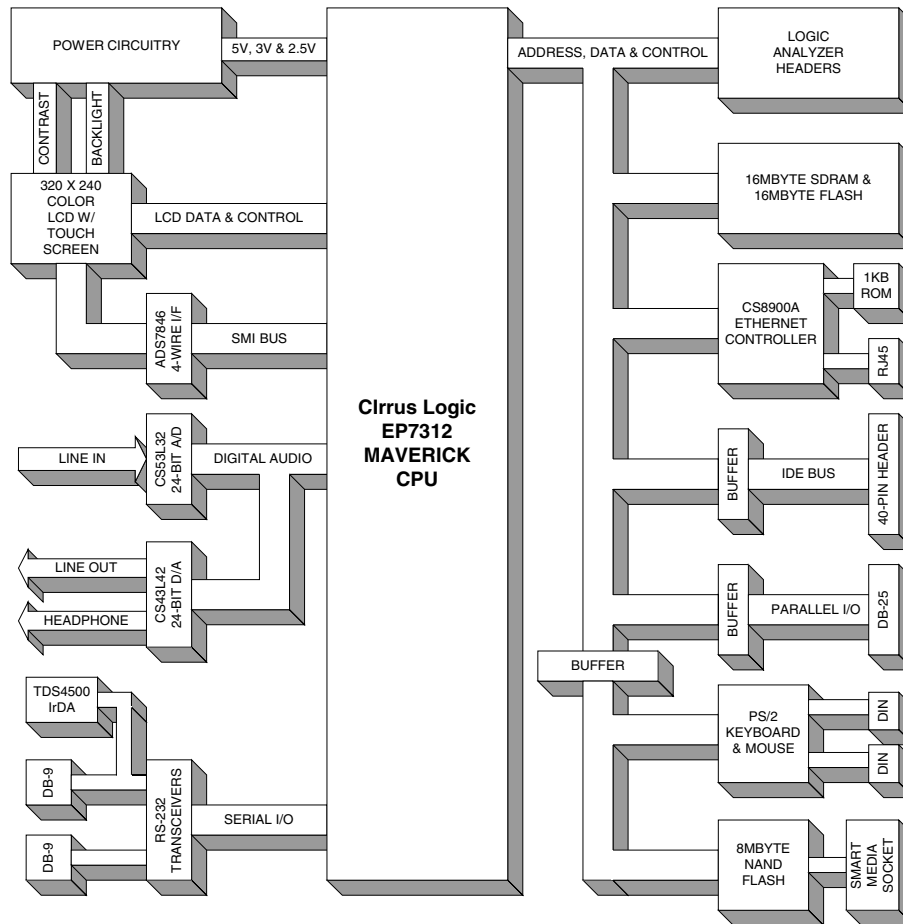 POWER CIRCUITRY
5V, 3V & 2.5V
CONTRAST
BACKLIGHT
320 X 240
COLOR
LCD W/
TOUCH
SCREEN
LCD DATA & CONTROL
ADS7846
4-WIRE I/F
SMI BUS
LINE IN
CS53L32
24-BIT A/D
DIGITAL AUDIO
LINE OUT
HEADPHONE
CS43L42
24-BIT D/A
TDS4500
IrDA
DB-9
DB-9
RS-232
TRANSCEIVERS
SERIAL I/O
CIrrus Logic
EP7312
MAVERICK
CPU
ADDRESS, DATA & CONTROL
LOGIC
ANALYZER
HEADERS
16MBYTE SDRAM &
16MBYTE FLASH
CS8900A
ETHERNET
CONTROLLER
1KB
ROM
RJ45
BUFFER
IDE BUS
40-PIN HEADER
BUFFER
PARALLEL I/O
DB-25
BUFFER
PS/2
KEYBOARD
& MOUSE
DIN
DIN
8MBYTE
NAND
FLASH
SMART
MEDIA
SOCKET